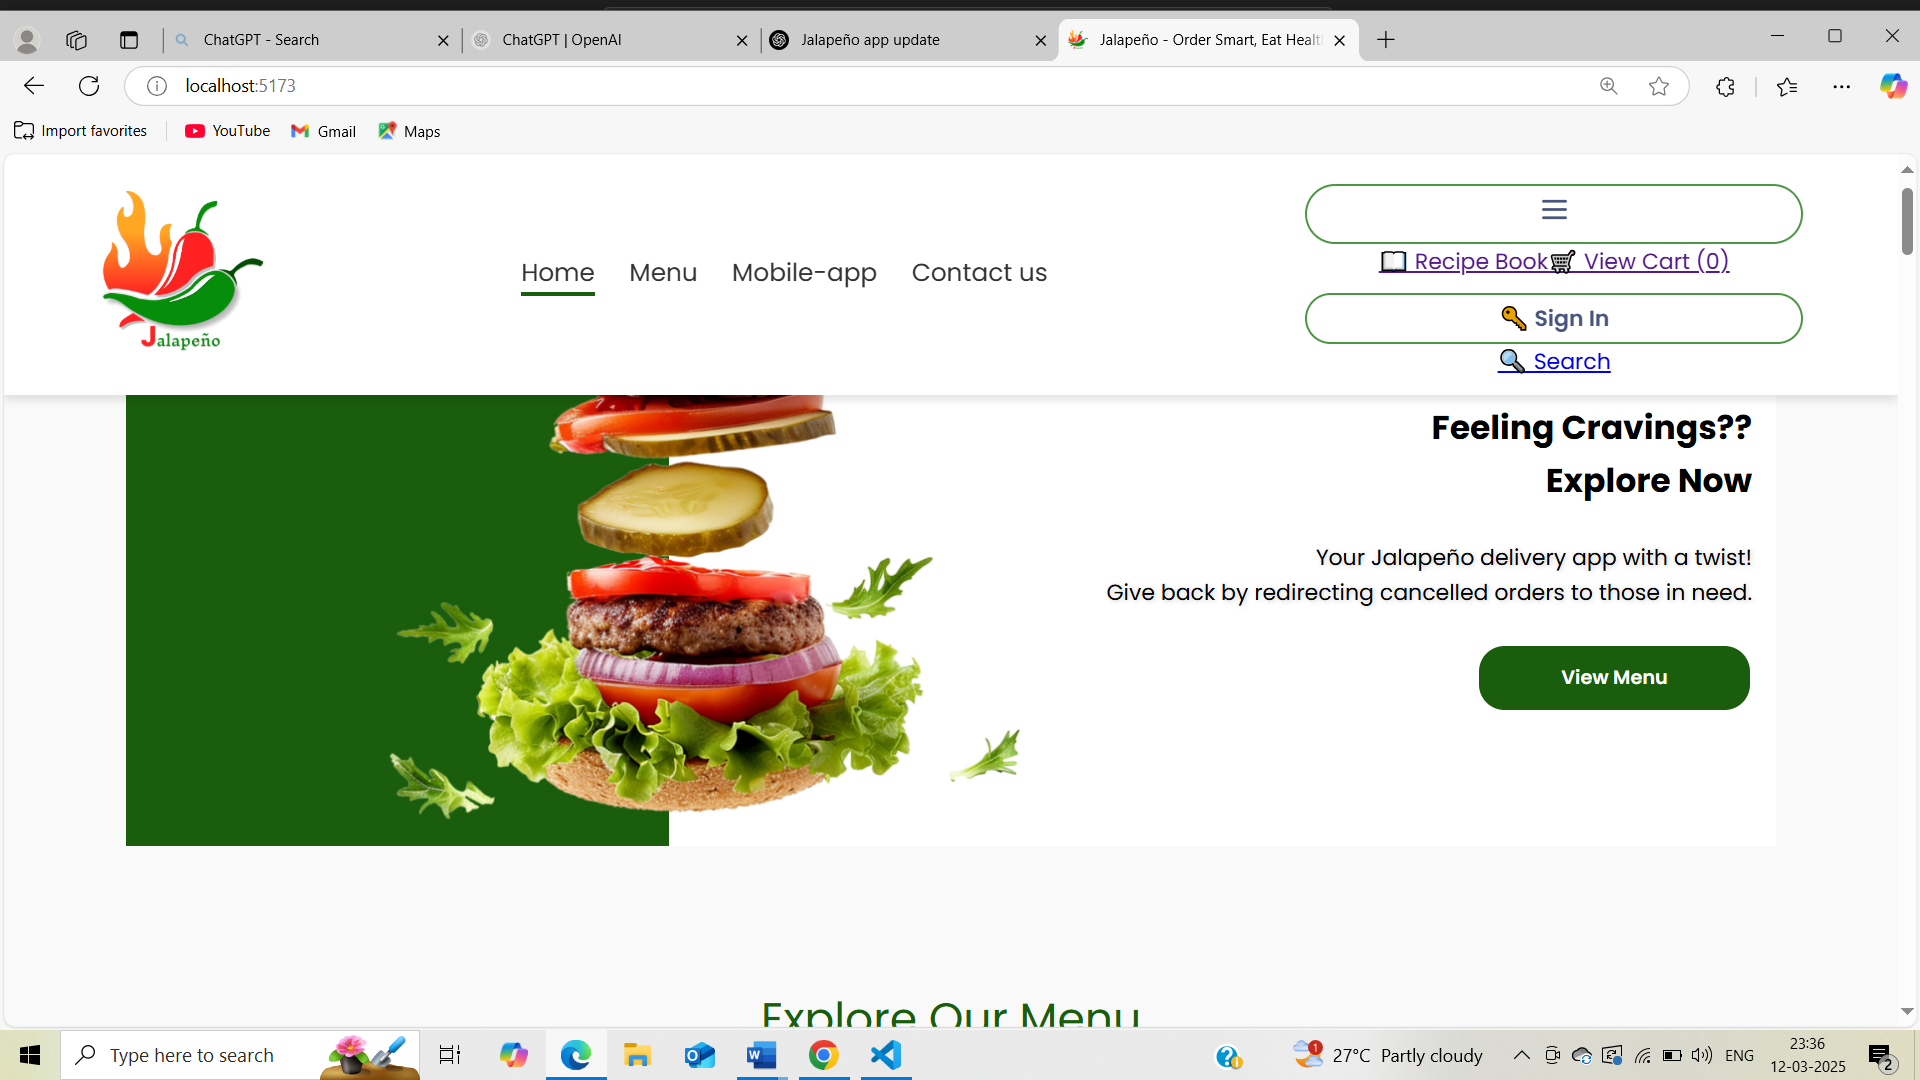 ChatGPT - Search
ChatGPT | OpenAI
Jalapeño app update
Jalapeño - Order Smart, Eat Healt
localhost:5173
Import favorites
YouTube
Gmail
Maps
Jalapeño
Home
Menu
Mobile-app
Contact us
📖 Recipe Book🛒 View Cart (0)
🔑 Sign In
🔍 Search
Feeling Cravings??
Explore Now
Your Jalapeño delivery app with a twist!
Give back by redirecting cancelled orders to those in need.
View Menu
Explore Our Menu
Type here to search
1
27°C Partly cloudy
ENG
23:36
12-03-2025
2